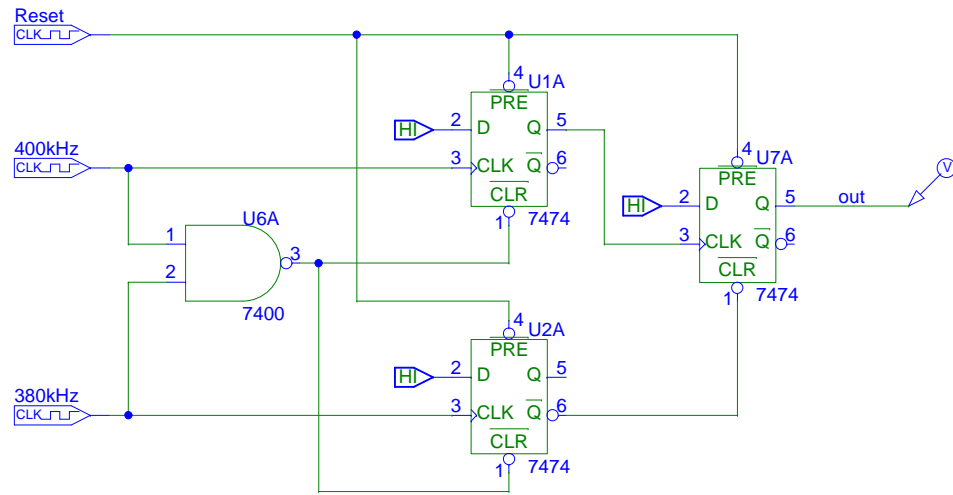 Reset
CLK
4 U1A
PRE
HI 2 D Q 5
400kHz
CLK
3 CLK Q 6
CLR
1 7474
4 U7A
PRE
HI 2 D Q 5 out V
3 CLK Q 6
CLR
1 7474
U6A
1
2
3
7400
4 U2A
PRE
HI 2 D Q 5
380kHz
CLK
3 CLK Q 6
CLR
1 7474